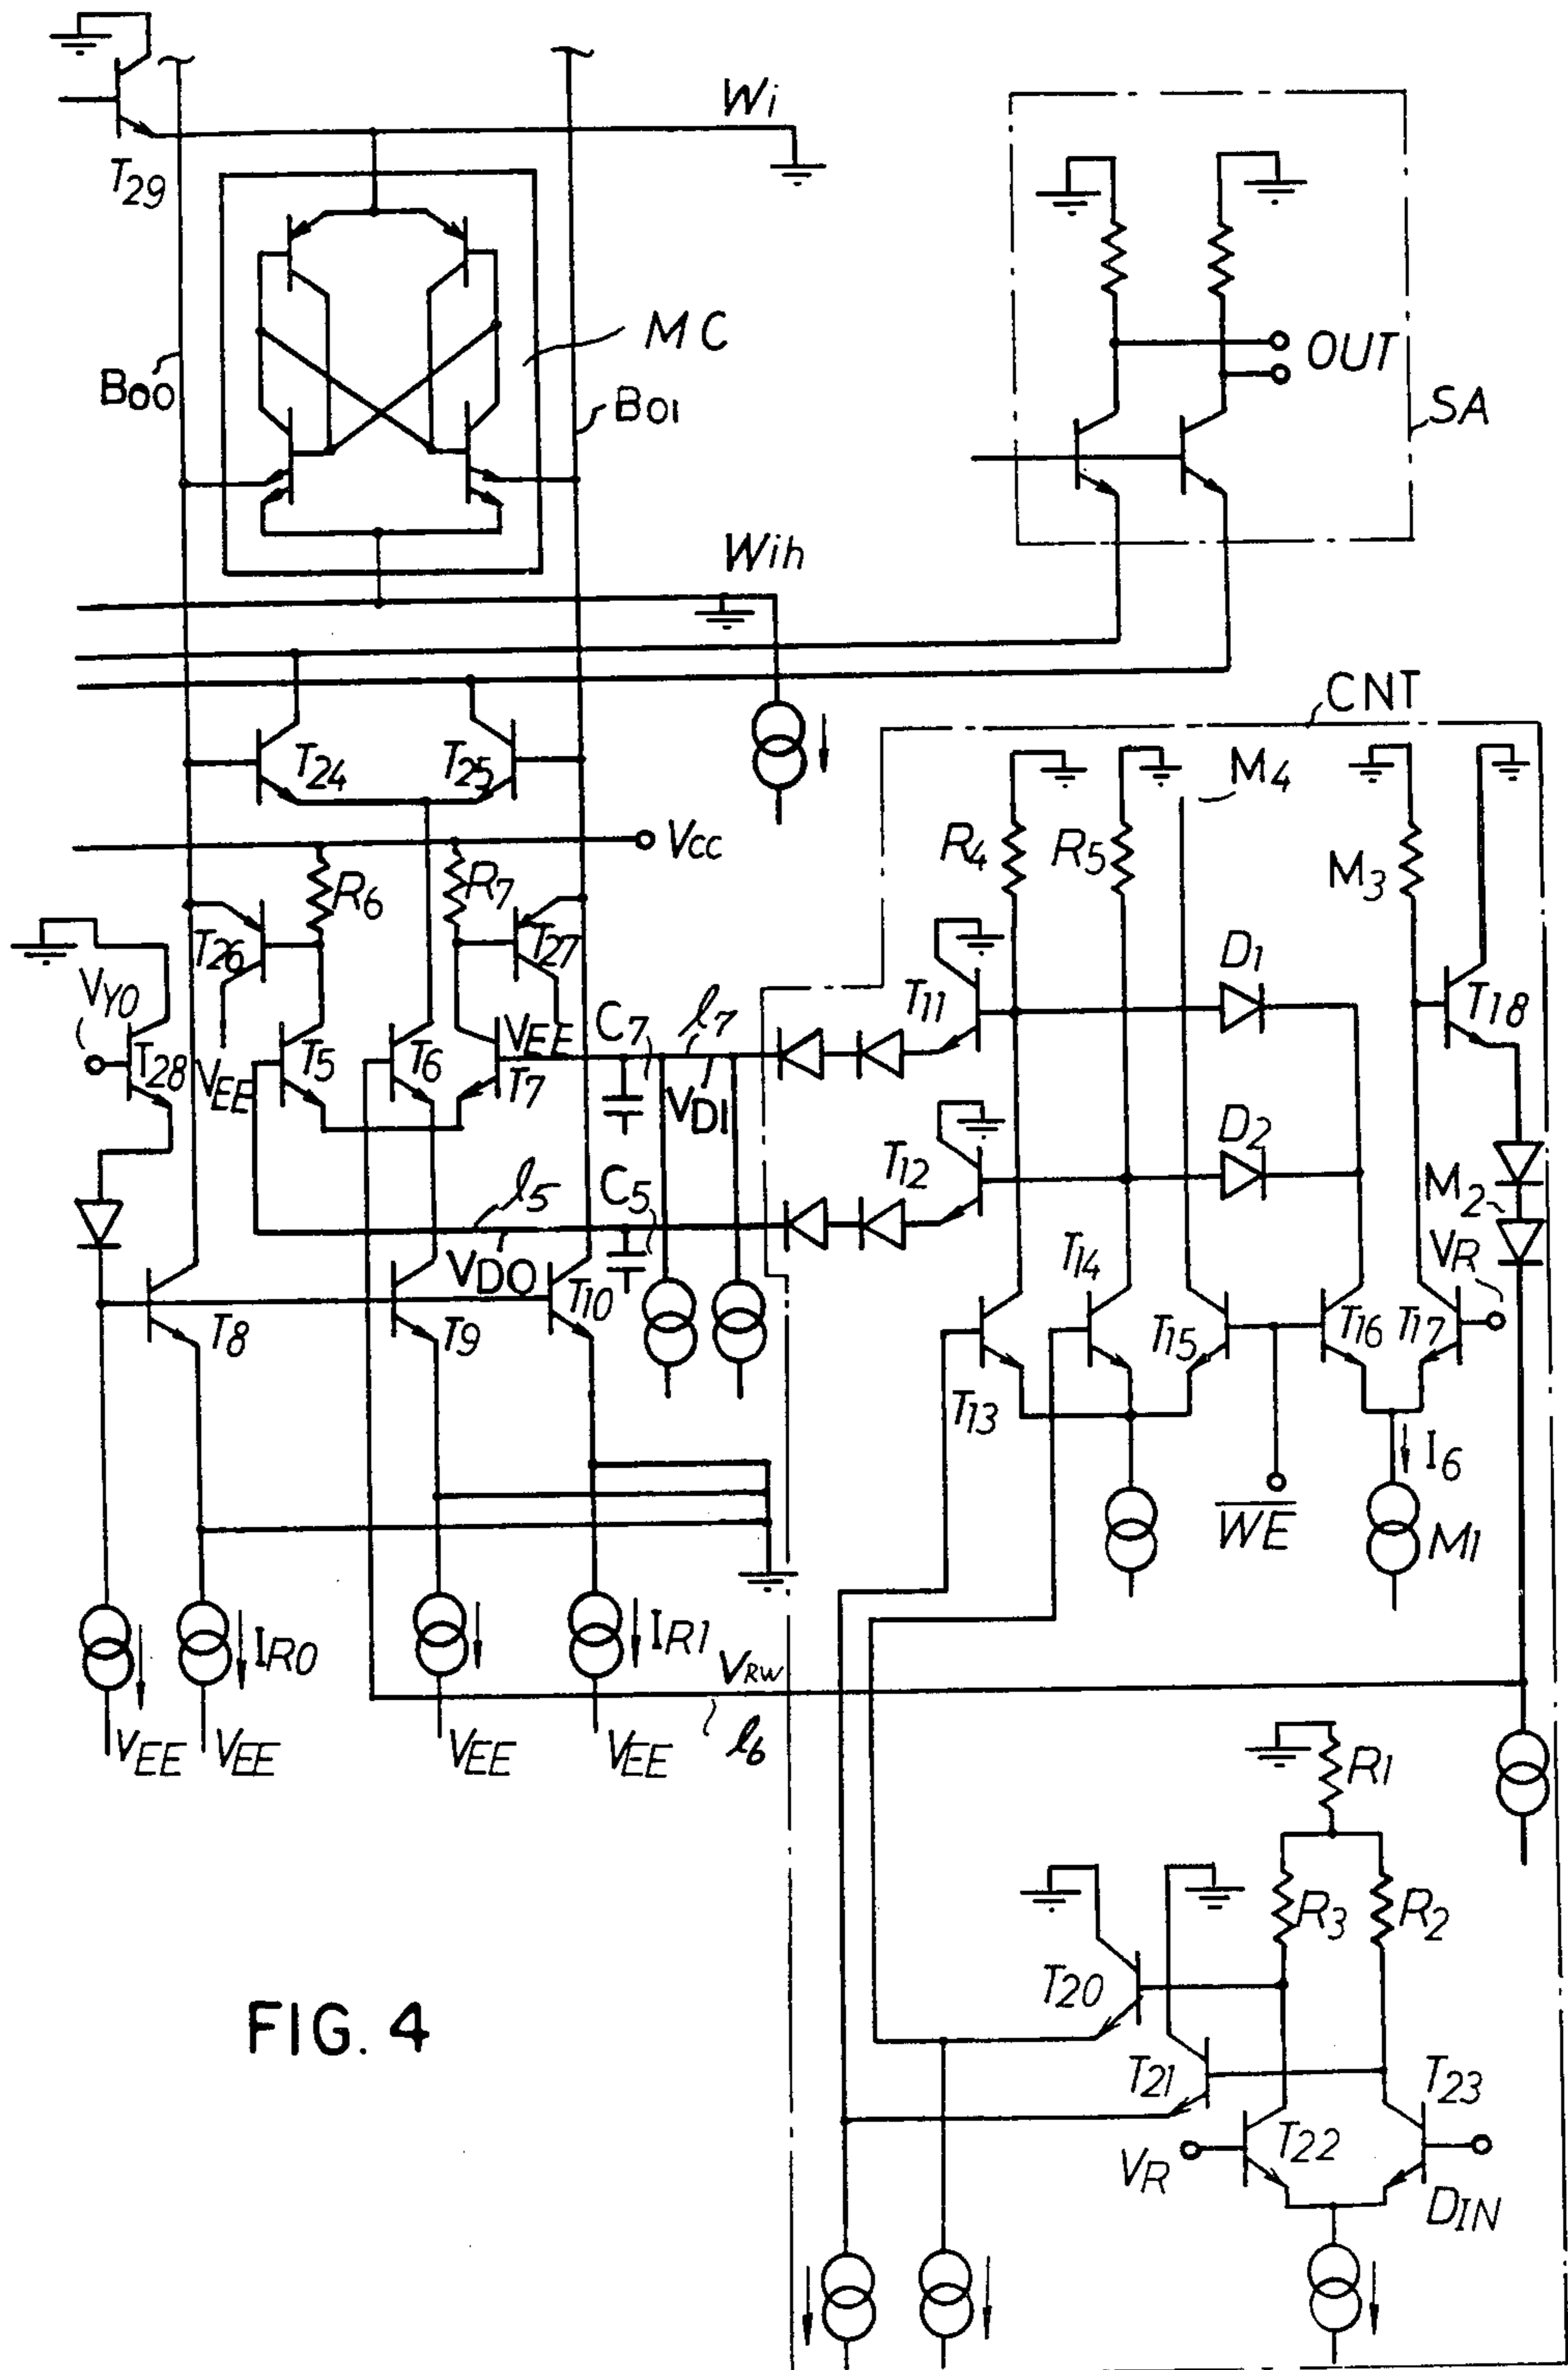 Wi
T29
MC
B00
B01
OUT
SA
Wih
CNT
T24
T25
M4
R4
R5
M3
VCC
R6
R7
T26
T27
VY0
T28
VEE
T5
T6
VEE
T7
C7
l7
VD1
T11
D1
T18
T12
D2
l5
C5
VD0
M2
VR
T14
T8
T9
T10
T13
T15
T16
T17
I6
WE
M1
IR0
IR1
VRW
l6
VEE
VEE
VEE
VEE
R1
R3
R2
T20
T21
T23
VR
T22
DIN
FIG. 4